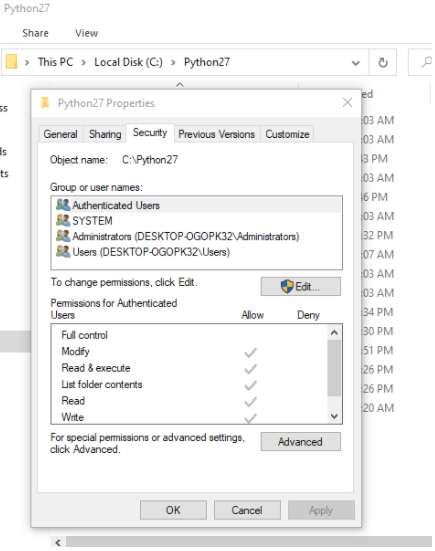 Python27
Share View
This PC > Local Disk (C:) > Python27
Python27 Properties
General Sharing Security Previous Versions Customize
Object name: C:\Python27
Group or user names:
Authenticated Users
SYSTEM
Administrators (DESKTOP-OGOPK32\Administrators)
Users (DESKTOP-OGOPK32\Users)
To change permissions, click Edit.
Edit...
Permissions for Authenticated
Users Allow Deny
Full control
Modify
Read & execute
List folder contents
Read
Write
For special permissions or advanced settings,
click Advanced.
Advanced
OK Cancel Apply
ss
ds
ts
ed
:03 AM
:03 AM
3 PM
:03 AM
6 PM
:03 AM
:32 PM
:07 AM
:03 AM
:03 AM
:34 PM
:30 PM
:51 PM
:26 PM
:26 PM
:20 AM